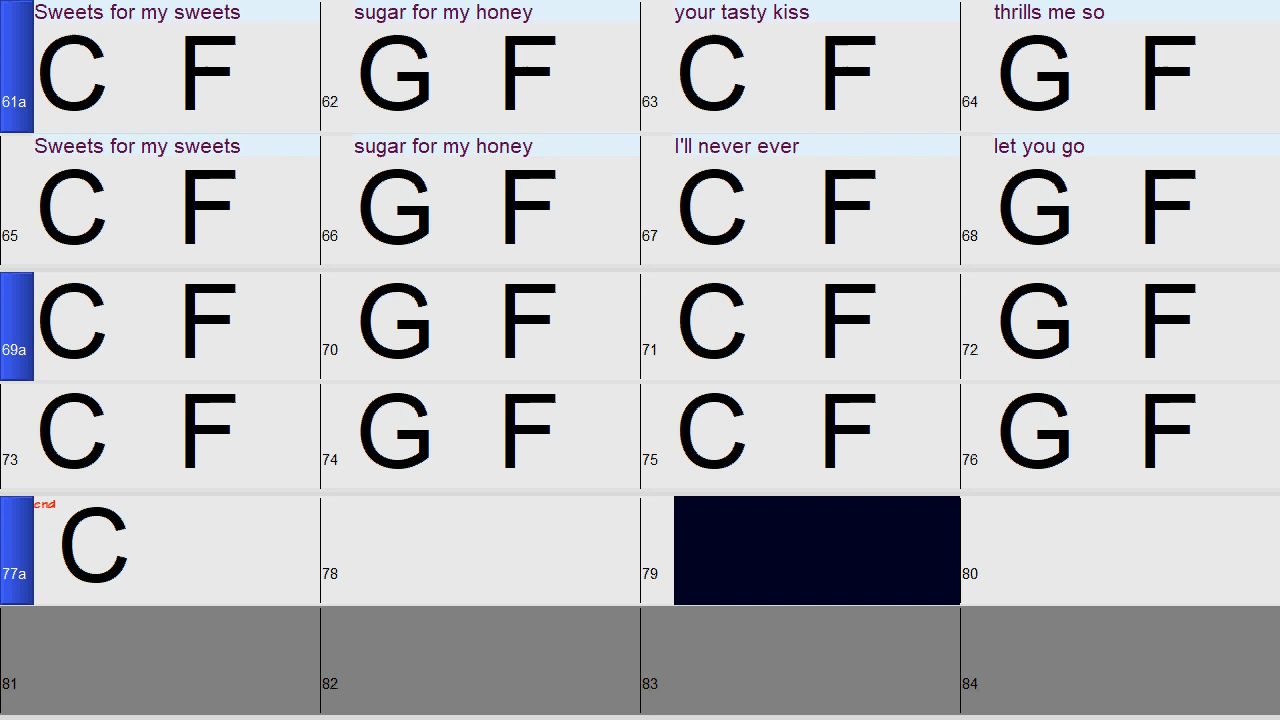 Sweets for my sweets sugar for my honey your tasty kiss thrills me so
61a C F 62 G F 63 C F 64 G F
Sweets for my sweets sugar for my honey I'll never ever let you go
65 C F 66 G F 67 C F 68 G F
69a C F 70 G F 71 C F 72 G F
73 C F 74 G F 75 C F 76 G F
end
77a C 78 79 80
81 82 83 84